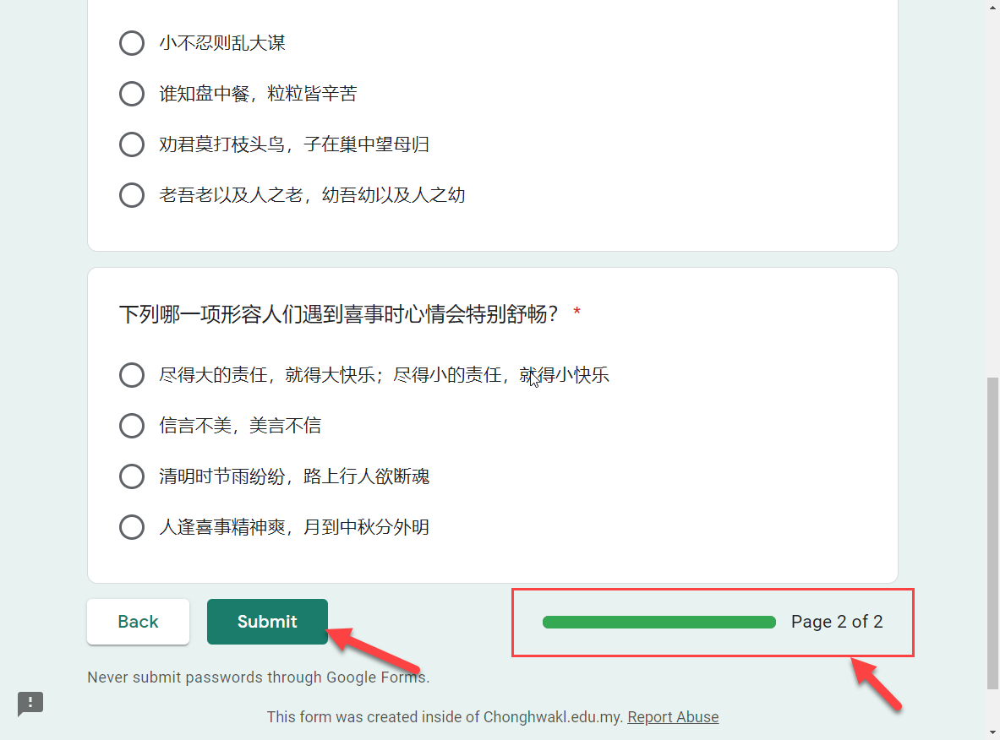 小不忍则乱大谋
谁知盘中餐，粒粒皆辛苦
劝君莫打枝头鸟，子在巢中望母归
老吾老以及人之老，幼吾幼以及人之幼
下列哪一项形容人们遇到喜事时心情会特别舒畅？ *
尽得大的责任，就得大快乐；尽得小的责任，就得小快乐
信言不美，美言不信
清明时节雨纷纷，路上行人欲断魂
人逢喜事精神爽，月到中秋分外明
Back
Submit
Page 2 of 2
Never submit passwords through Google Forms.
This form was created inside of Chonghwakl.edu.my. Report Abuse